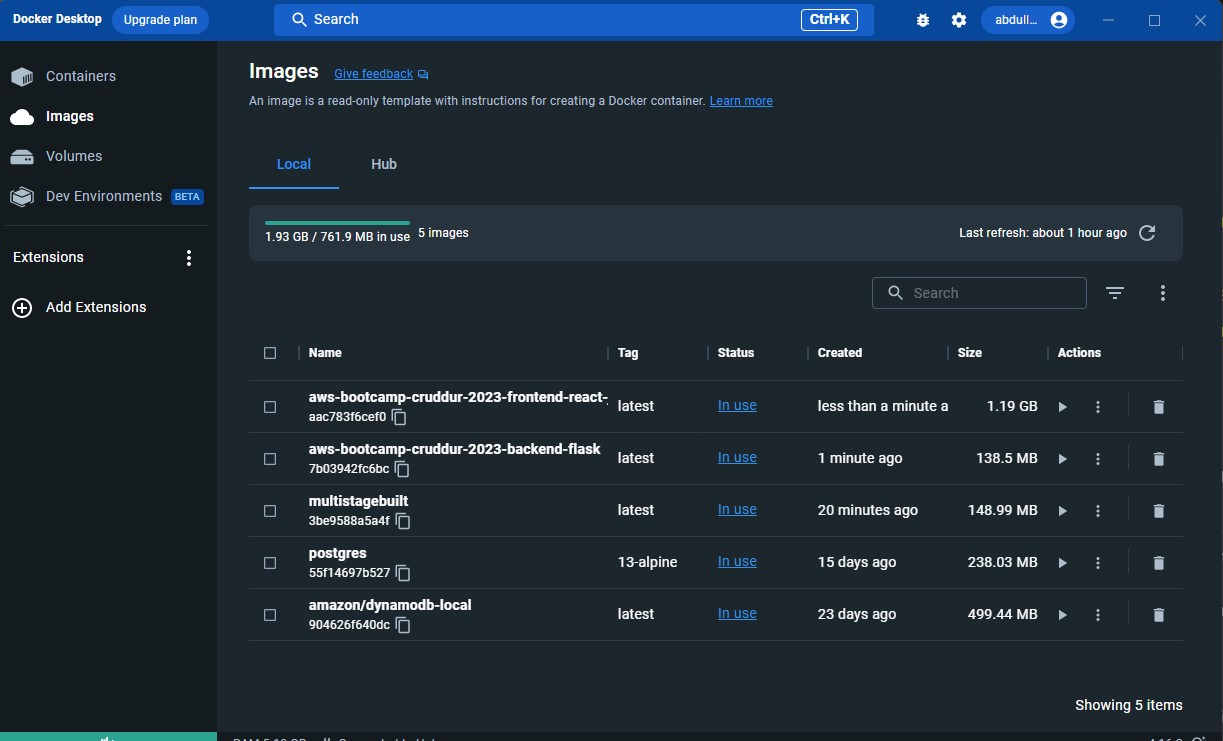 Docker Desktop Upgrade plan Search Ctrl+K abdull...
Containers
Images
Volumes
Dev Environments BETA
Extensions
Add Extensions
Images Give feedback
An image is a read-only template with instructions for creating a Docker container. Learn more
Local Hub
1.93 GB / 761.9 MB in use 5 images Last refresh: about 1 hour ago
Search
Name Tag Status Created Size Actions
aws-bootcamp-cruddur-2023-frontend-react-
aac783f6cef0 latest In use less than a minute a 1.19 GB
aws-bootcamp-cruddur-2023-backend-flask
7b03942fc6bc latest In use 1 minute ago 138.5 MB
multistagebuilt
3be9588a5a4f latest In use 20 minutes ago 148.99 MB
postgres
55f14697b527 13-alpine In use 15 days ago 238.03 MB
amazon/dynamodb-local
904626f640dc latest In use 23 days ago 499.44 MB
Showing 5 items